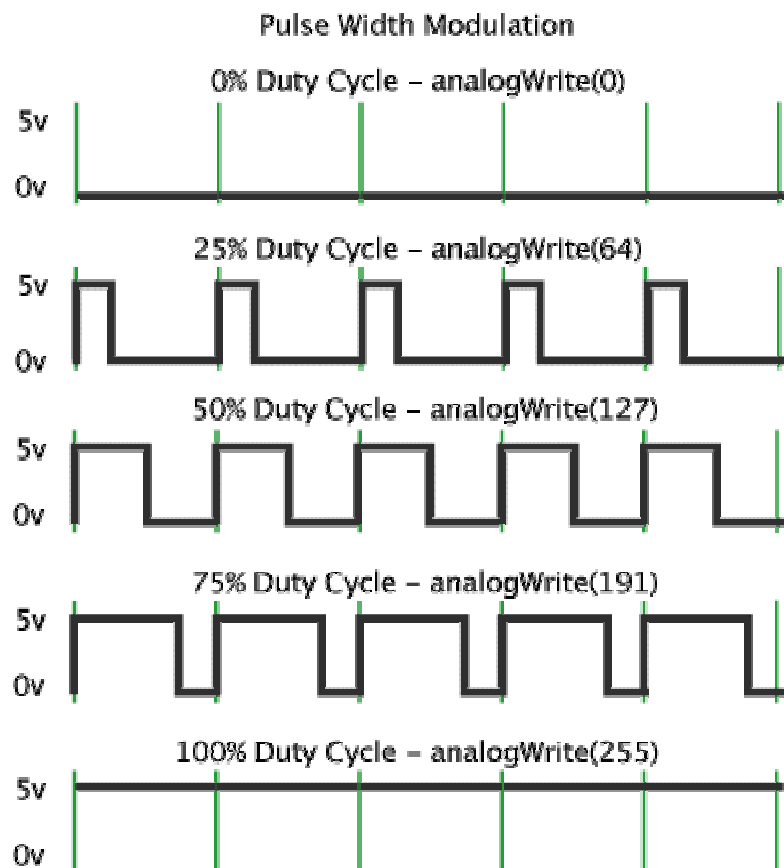 Pulse Width Modulation
0% Duty Cycle – analogWrite(0)
5v
0v
25% Duty Cycle – analogWrite(64)
5v
0v
50% Duty Cycle – analogWrite(127)
5v
0v
75% Duty Cycle – analogWrite(191)
5v
0v
100% Duty Cycle – analogWrite(255)
5v
0v